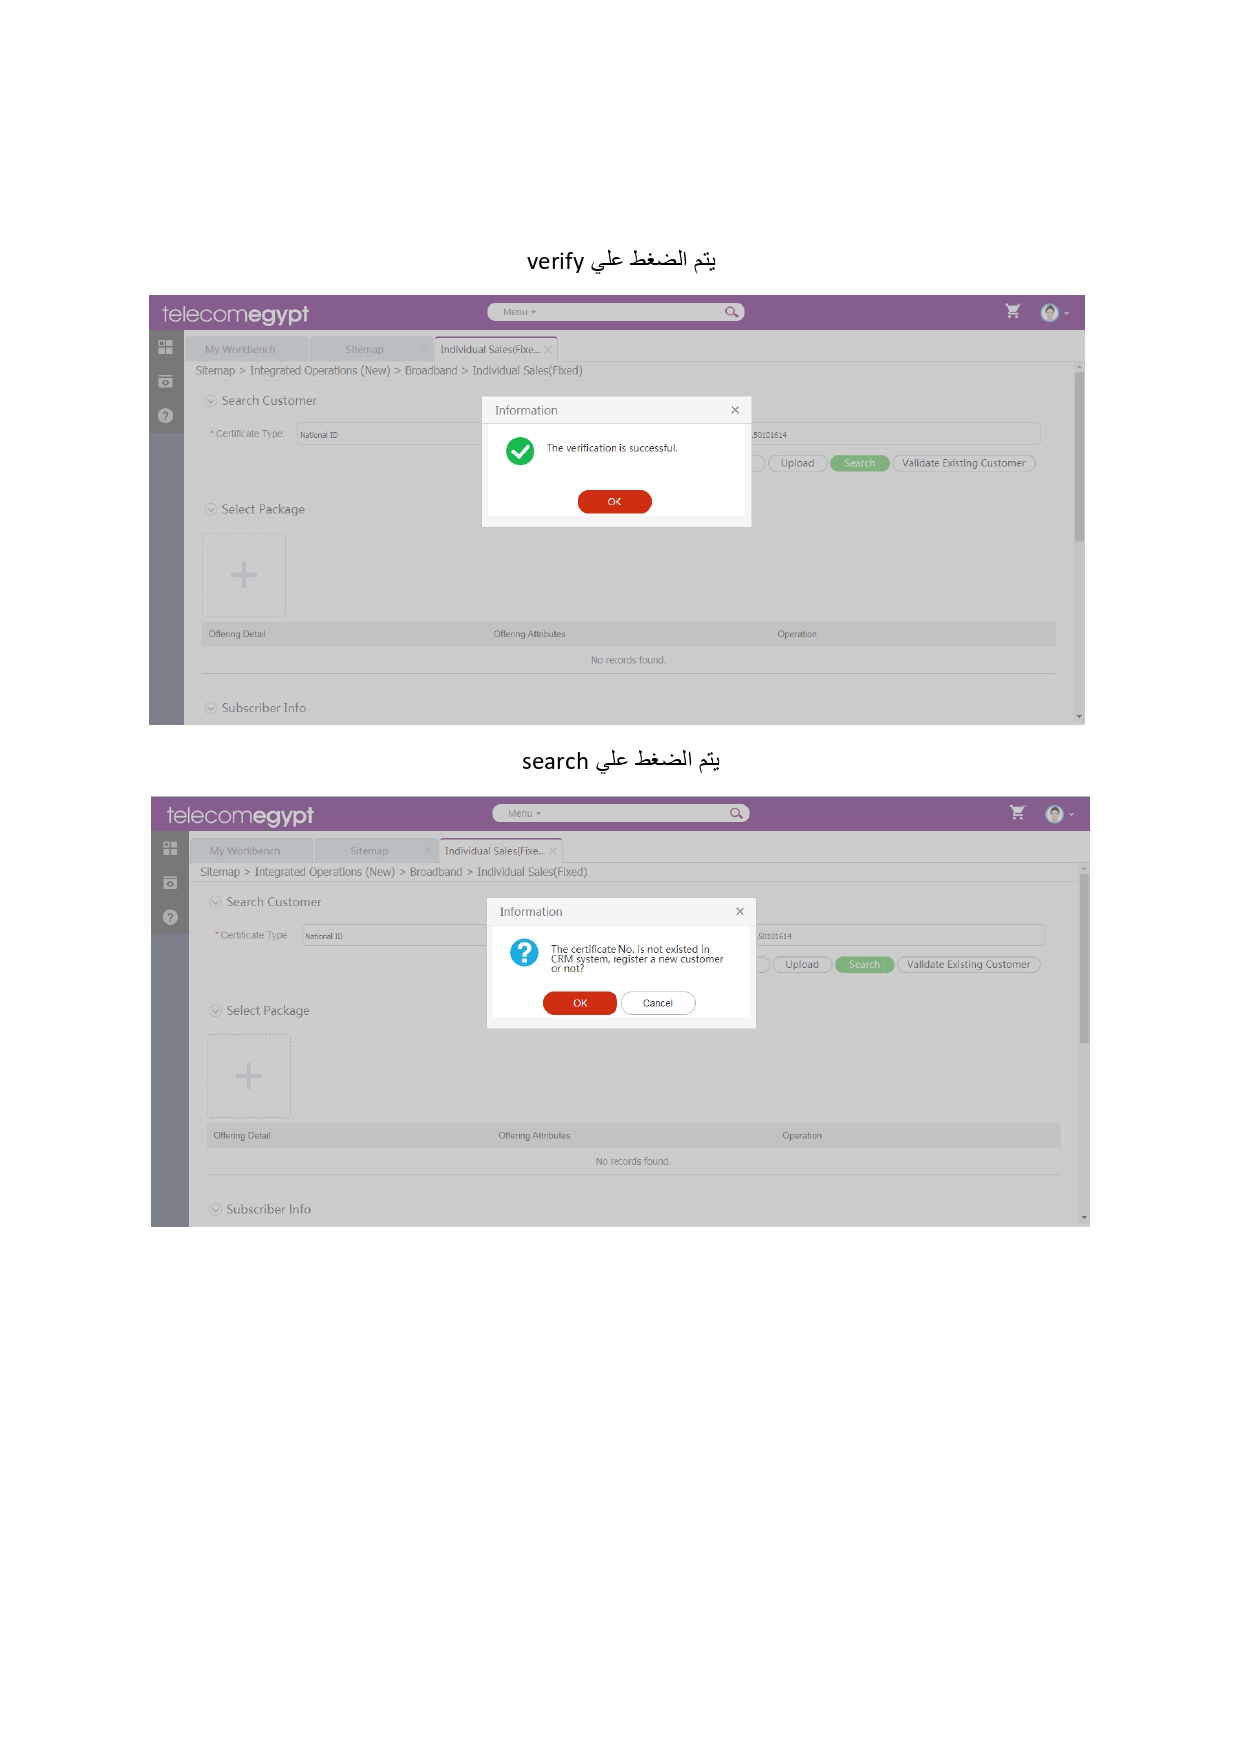 يتم الضغط علي verify
telecomegypt
Menu
My Workbench Sitemap Individual Sales(Fixe...
Sitemap > Integrated Operations (New) > Broadband > Individual Sales(Fixed)
Search Customer
Information
* Certificate Type: National ID
50101614
The verification is successful.
Upload Search Validate Existing Customer
OK
Select Package
Offering Detail Offering Attributes Operation
No records found.
Subscriber Info
يتم الضغط علي search
telecomegypt
Menu
My Workbench Sitemap Individual Sales(Fixe...
Sitemap > Integrated Operations (New) > Broadband > Individual Sales(Fixed)
Search Customer
Information
* Certificate Type: National ID
50101614
The certificate No. is not existed in
CRM system, register a new customer
or not?
Upload Search Validate Existing Customer
OK Cancel
Select Package
Offering Detail Offering Attributes Operation
No records found.
Subscriber Info